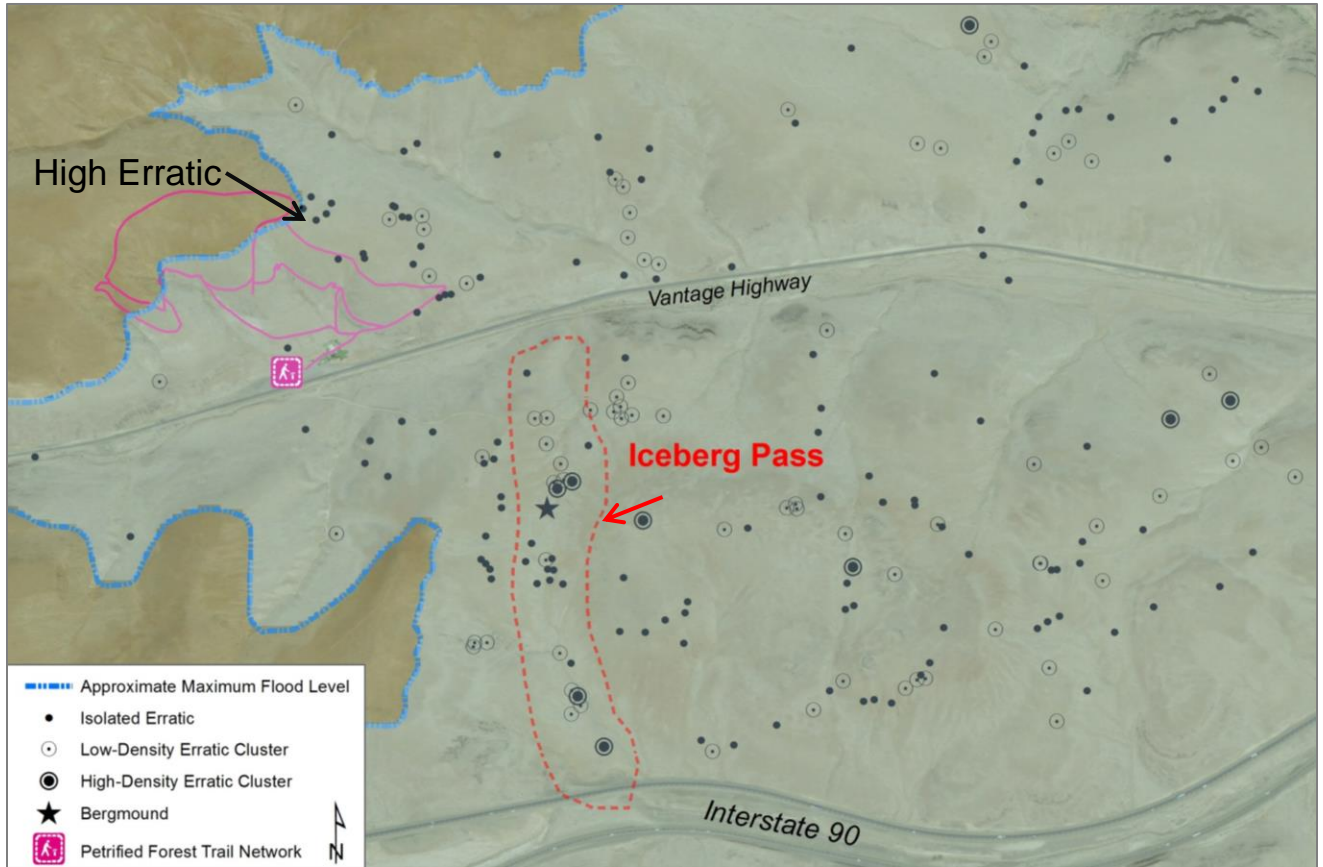 High Erratic
Vantage Highway
Iceberg Pass
Interstate 90
Approximate Maximum Flood Level
Isolated Erratic
Low-Density Erratic Cluster
High-Density Erratic Cluster
Bergmound
Petrified Forest Trail Network
N